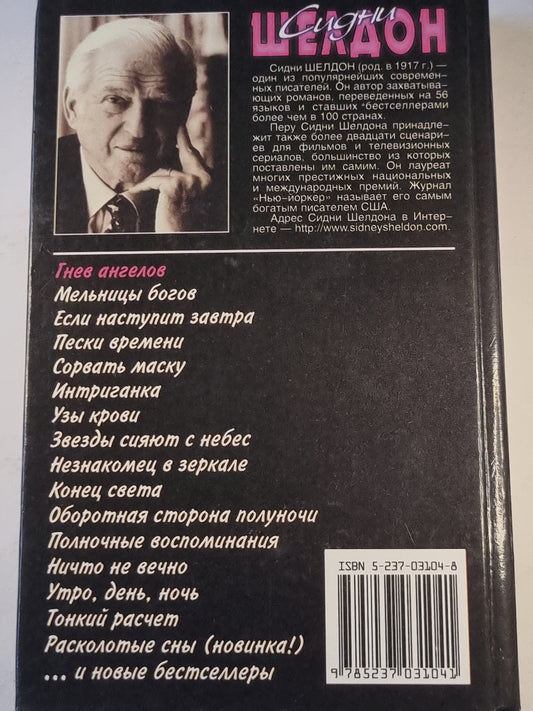 Сидни
ШЕЛДОН
Сидни ШЕЛДОН (род. в 1917 г.) —
один из популярнейших современ-
ных писателей. Он автор захватыва-
ющих романов, переведенных на 56
языков и ставших *бестселлерами
более чем в 100 странах.
Перу Сидни Шелдона принадле-
жит также более двадцати сценари-
ев для фильмов и телевизионных
сериалов, большинство из которых
поставлены им самим. Он лауреат
многих престижных национальных
и международных премий. Журнал
«Нью-йоркер» называет его самым
богатым писателем США.
Адрес Сидни Шелдона в Интер-
нете — http://www.sidneysheldon.com.
Гнев ангелов
Мельницы богов
Если наступит завтра
Пески времени
Сорвать маску
Интриганка
Узы крови
Звезды сияют с небес
Незнакомец в зеркале
Конец света
Оборотная сторона полуночи
Полночные воспоминания
Ничто не вечно
Утро, день, ночь
Тонкий расчет
Расколотые сны (новинка!)
... и новые бестселлеры
ISBN 5-237-03104-8
9 785237 031041